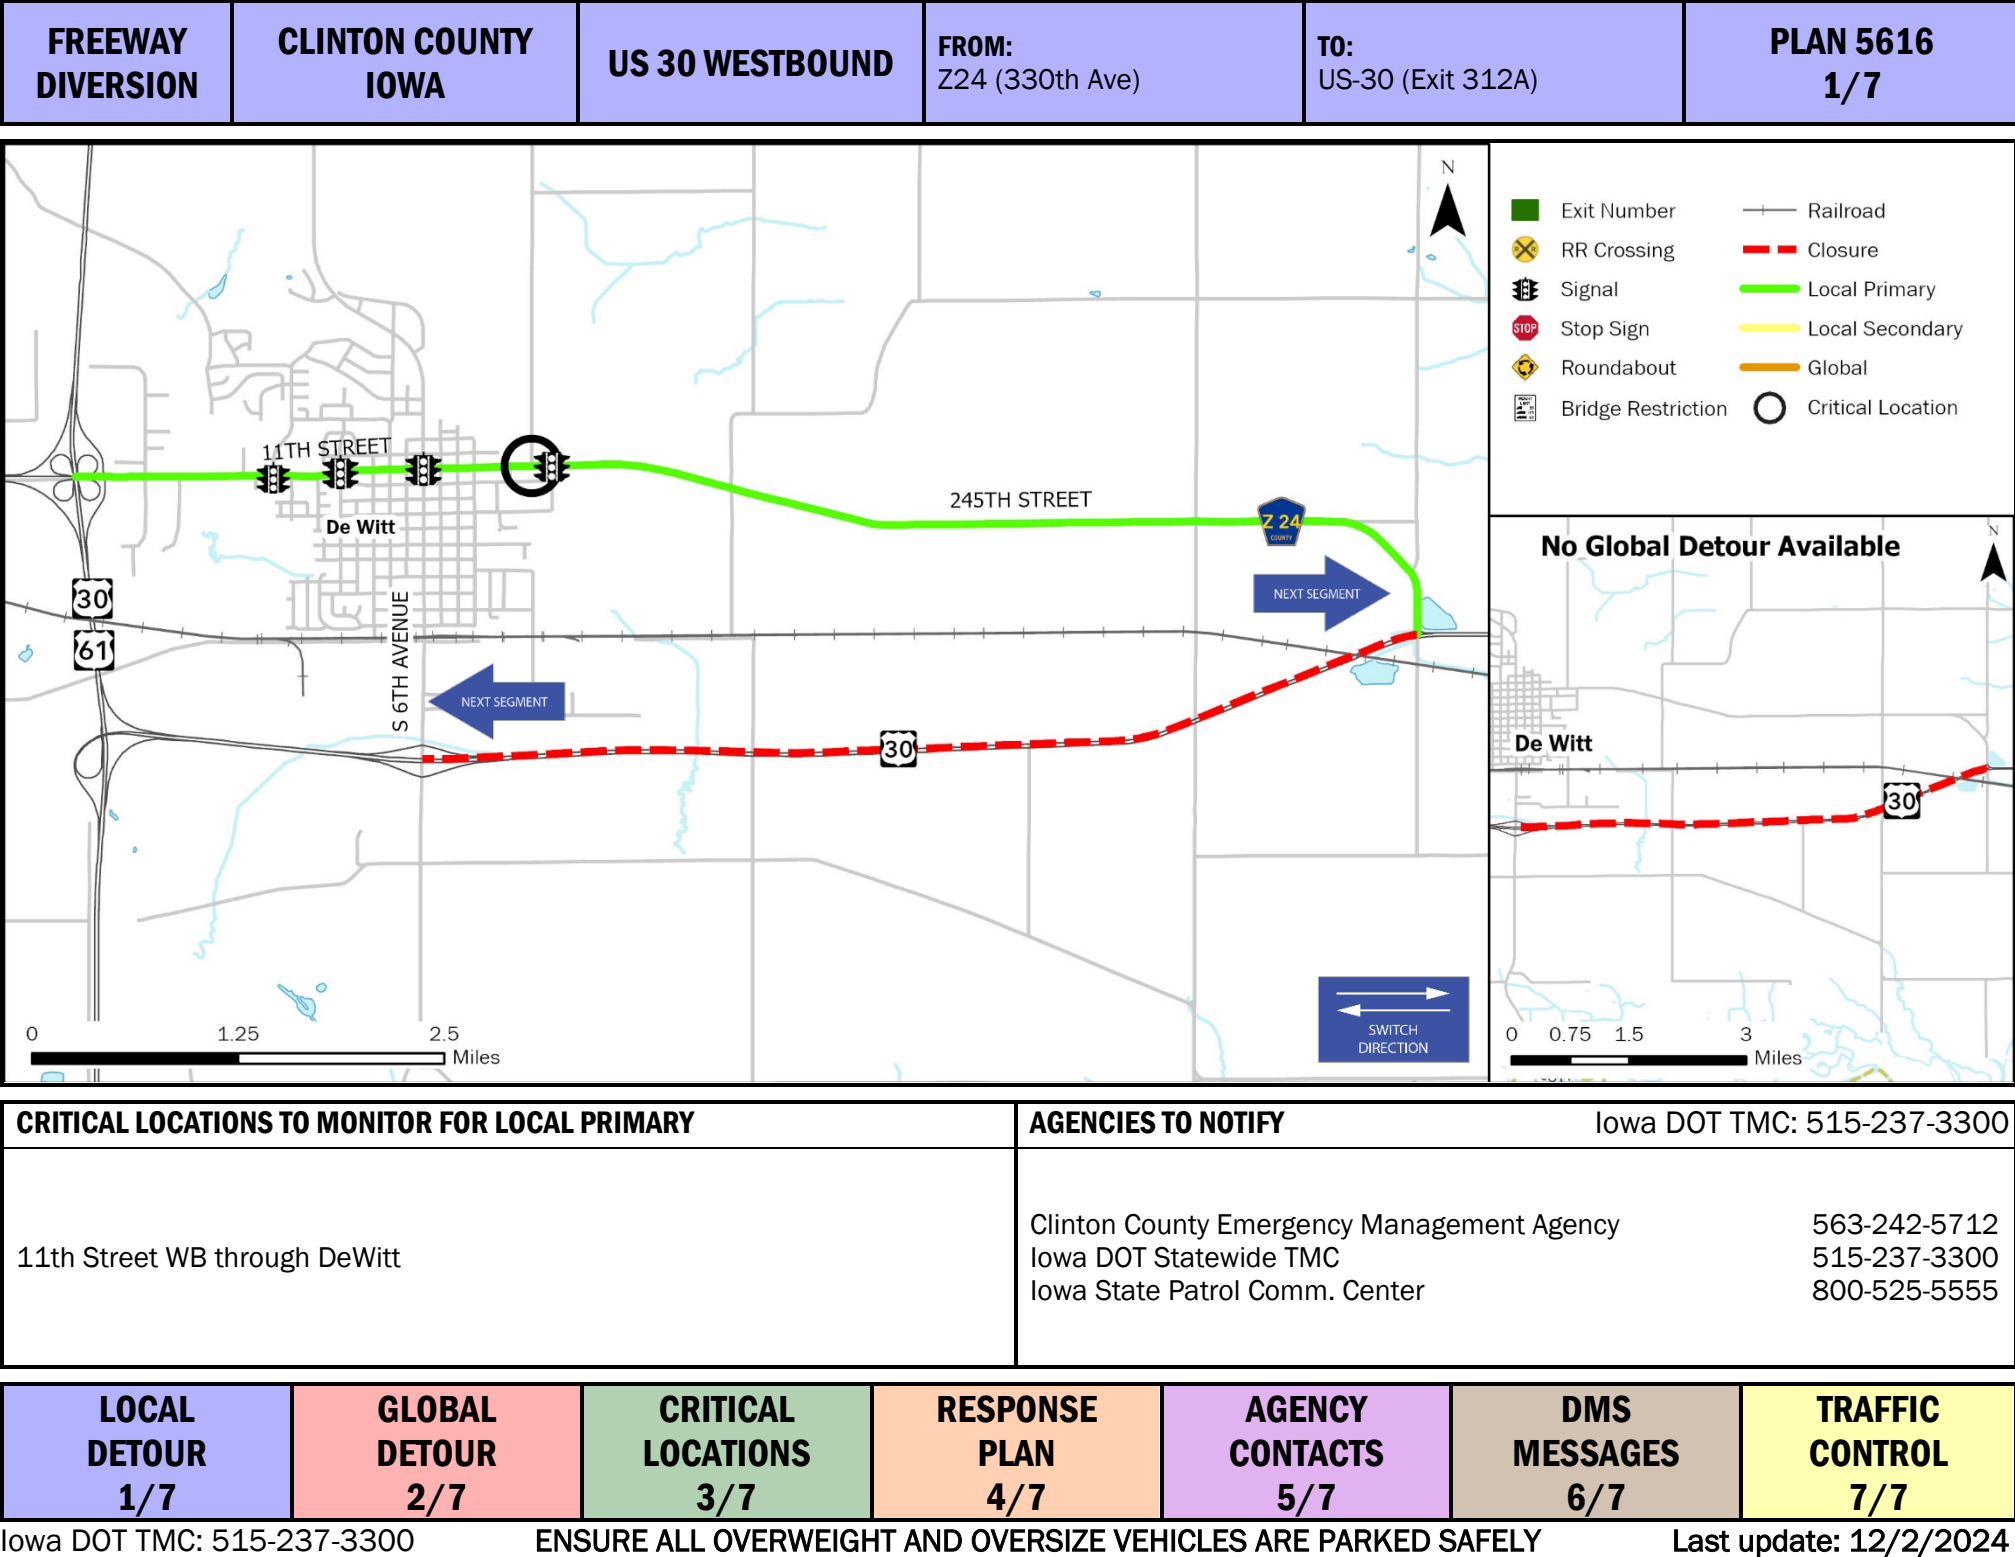 FREEWAY
DIVERSION
CLINTON COUNTY
IOWA
US 30 WESTBOUND
FROM:
Z24 (330th Ave)
TO:
US-30 (Exit 312A)
PLAN 5616
1/7
N
11TH STREET
De Witt
245TH STREET
Z 24
COUNTY
NEXT SEGMENT
30
61
S 6TH AVENUE
NEXT SEGMENT
30
SWITCH
DIRECTION
0 1.25 2.5
Miles
Exit Number
RR Crossing
Signal
STOP
Stop Sign
Roundabout
Bridge Restriction
Railroad
Closure
Local Primary
Local Secondary
Global
Critical Location
No Global Detour Available
N
De Witt
30
0 0.75 1.5 3
Miles
CRITICAL LOCATIONS TO MONITOR FOR LOCAL PRIMARY
11th Street WB through DeWitt
AGENCIES TO NOTIFY Iowa DOT TMC: 515-237-3300
Clinton County Emergency Management Agency 563-242-5712
Iowa DOT Statewide TMC 515-237-3300
Iowa State Patrol Comm. Center 800-525-5555
LOCAL
DETOUR
1/7
GLOBAL
DETOUR
2/7
CRITICAL
LOCATIONS
3/7
RESPONSE
PLAN
4/7
AGENCY
CONTACTS
5/7
DMS
MESSAGES
6/7
TRAFFIC
CONTROL
7/7
Iowa DOT TMC: 515-237-3300 ENSURE ALL OVERWEIGHT AND OVERSIZE VEHICLES ARE PARKED SAFELY Last update: 12/2/2024